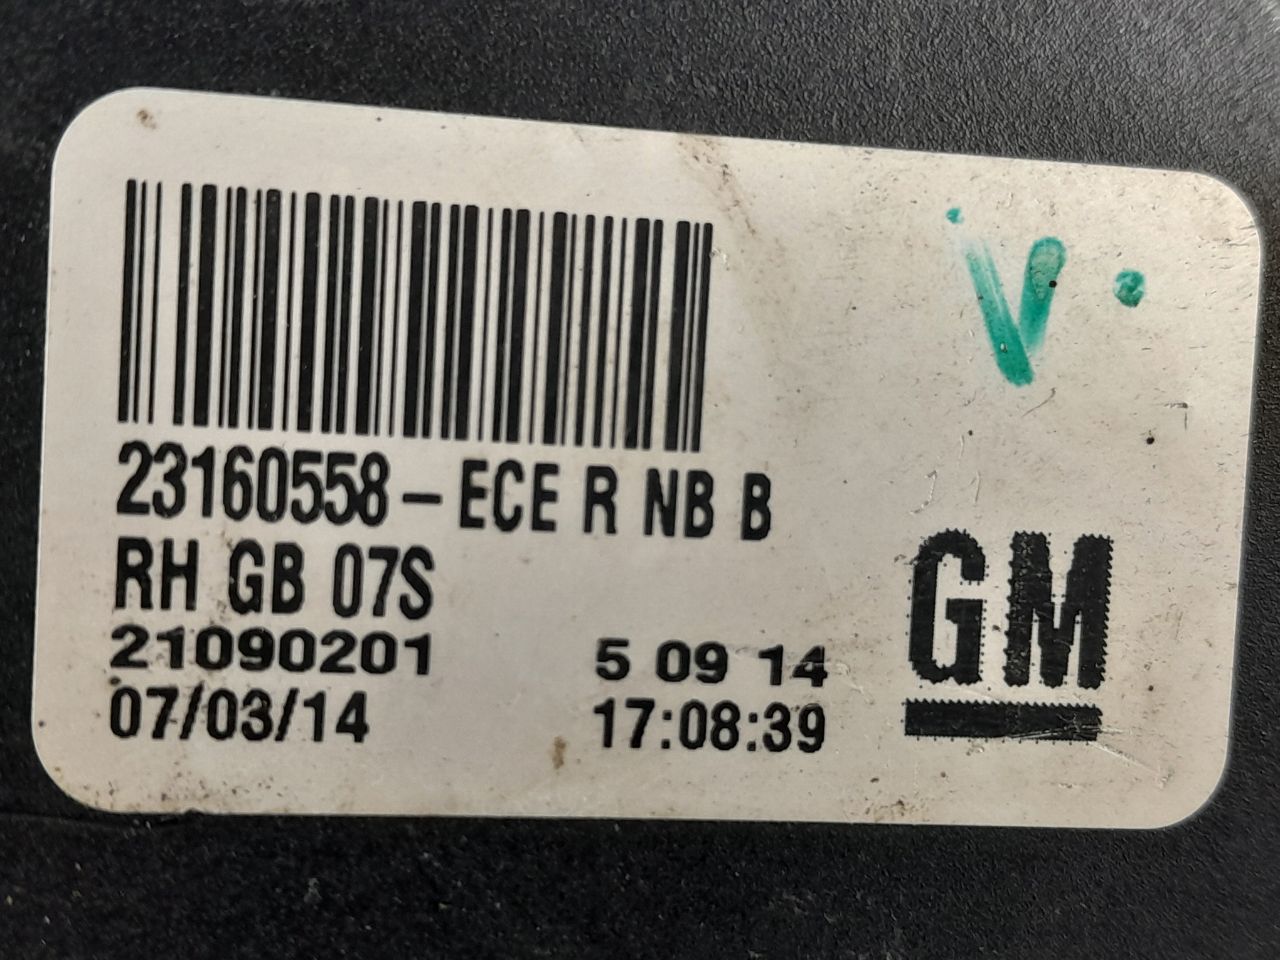 V
23160558-ECE R NB B
RH GB 07S
21090201 5 09 14
07/03/14 17:08:39
GM